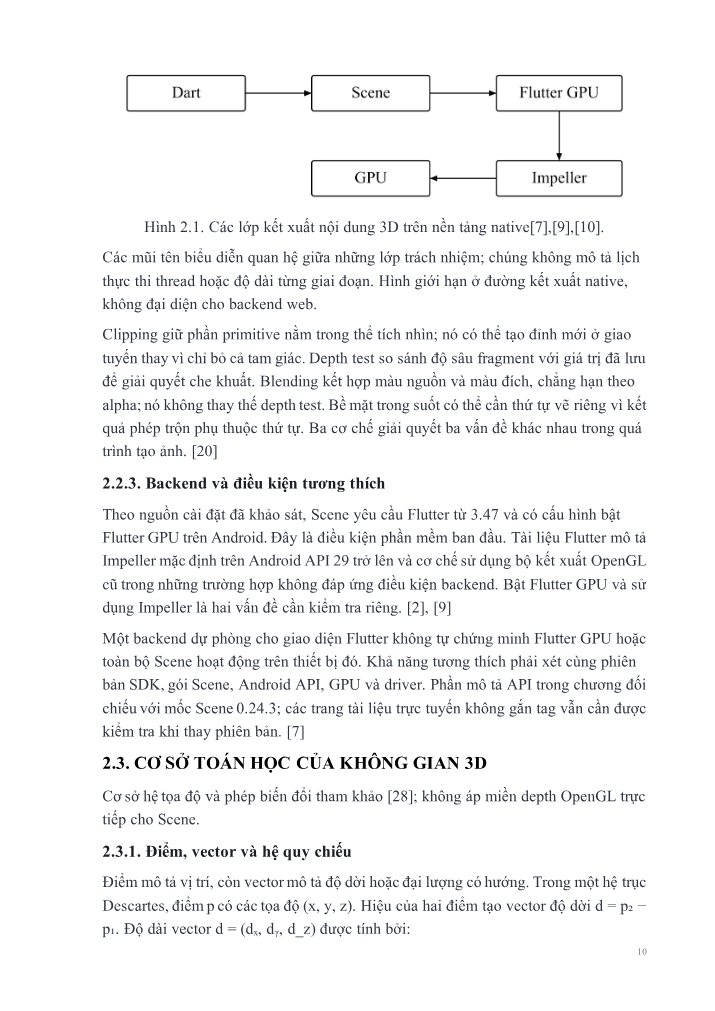 Dart
Scene
Flutter GPU
GPU
Impeller
Hình 2.1. Các lớp kết xuất nội dung 3D trên nền tảng native[7],[9],[10].
Các mũi tên biểu diễn quan hệ giữa những lớp trách nhiệm; chúng không mô tả lịch
thực thi thread hoặc độ dài từng giai đoạn. Hình giới hạn ở đường kết xuất native,
không đại diện cho backend web.
Clipping giữ phần primitive nằm trong thể tích nhìn; nó có thể tạo đỉnh mới ở giao
tuyến thay vì chỉ bỏ cả tam giác. Depth test so sánh độ sâu fragment với giá trị đã lưu
để giải quyết che khuất. Blending kết hợp màu nguồn và màu đích, chẳng hạn theo
alpha; nó không thay thế depth test. Bề mặt trong suốt có thể cần thứ tự vẽ riêng vì kết
quả phép trộn phụ thuộc thứ tự. Ba cơ chế giải quyết ba vấn đề khác nhau trong quá
trình tạo ảnh. [20]
2.2.3. Backend và điều kiện tương thích
Theo nguồn cài đặt đã khảo sát, Scene yêu cầu Flutter từ 3.47 và có cấu hình bật
Flutter GPU trên Android. Đây là điều kiện phần mềm ban đầu. Tài liệu Flutter mô tả
Impeller mặc định trên Android API 29 trở lên và cơ chế sử dụng bộ kết xuất OpenGL
cũ trong những trường hợp không đáp ứng điều kiện backend. Bật Flutter GPU và sử
dụng Impeller là hai vấn đề cần kiểm tra riêng. [2], [9]
Một backend dự phòng cho giao diện Flutter không tự chứng minh Flutter GPU hoặc
toàn bộ Scene hoạt động trên thiết bị đó. Khả năng tương thích phải xét cùng phiên
bản SDK, gói Scene, Android API, GPU và driver. Phần mô tả API trong chương đối
chiếu với mốc Scene 0.24.3; các trang tài liệu trực tuyến không gắn tag vẫn cần được
kiểm tra khi thay phiên bản. [7]
2.3. CƠ SỞ TOÁN HỌC CỦA KHÔNG GIAN 3D
Cơ sở hệ tọa độ và phép biến đổi tham khảo [28]; không áp miền depth OpenGL trực
tiếp cho Scene.
2.3.1. Điểm, vector và hệ quy chiếu
Điểm mô tả vị trí, còn vector mô tả độ dời hoặc đại lượng có hướng. Trong một hệ trục
Descartes, điểm p có các tọa độ (x, y, z). Hiệu của hai điểm tạo vector độ dời d = p₂ −
p₁. Độ dài vector d = (dₓ, dᵧ, d_z) được tính bởi:
10